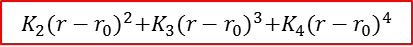 K₂(r − r₀)²+K₃(r − r₀)³+K₄(r − r₀)⁴